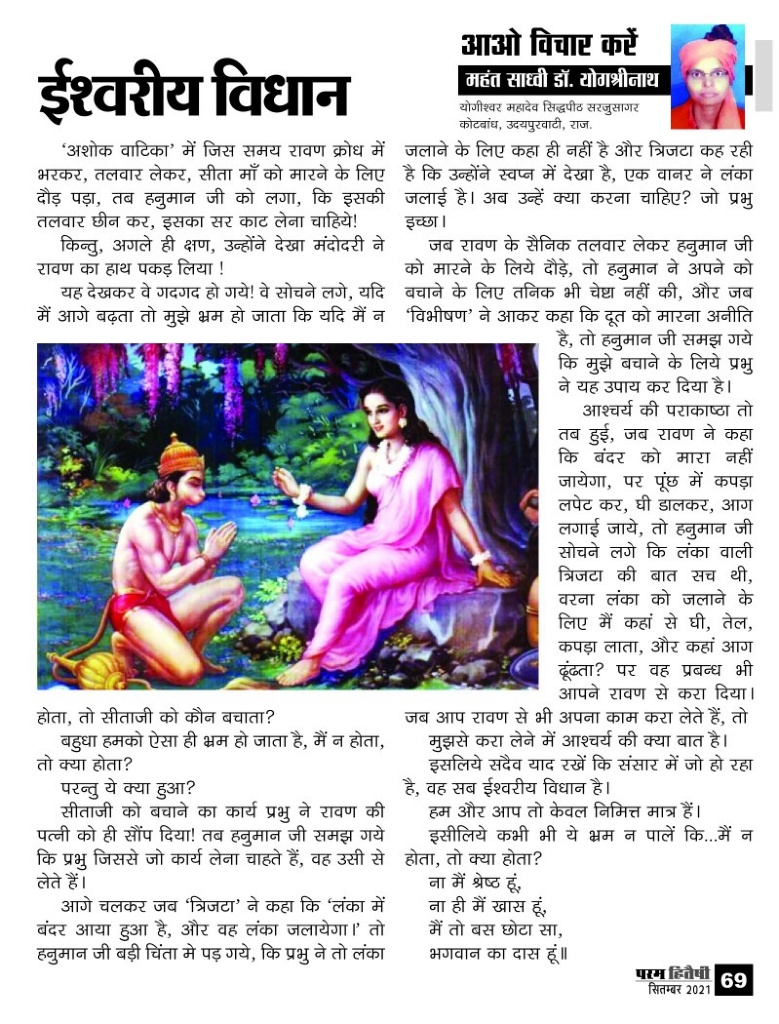 ईश्वरीय विधान
आओ विचार करें
महंत साध्वी डॉ. योगश्रीनाथ
योगीश्वर महादेव सिद्धपीठ सरजुसागर
कोटबांध, उदयपुरवाटी, राज.
‘अशोक वाटिका’ में जिस समय रावण क्रोध में
भरकर, तलवार लेकर, सीता माँ को मारने के लिए
दौड़ पड़ा, तब हनुमान जी को लगा, कि इसकी
तलवार छीन कर, इसका सर काट लेना चाहिये!
किन्तु, अगले ही क्षण, उन्होंने देखा मंदोदरी ने
रावण का हाथ पकड़ लिया !
यह देखकर वे गदगद हो गये! वे सोचने लगे, यदि
मैं आगे बढ़ता तो मुझे भ्रम हो जाता कि यदि मैं न
होता, तो सीताजी को कौन बचाता?
बहुधा हमको ऐसा ही भ्रम हो जाता है, मैं न होता,
तो क्या होता?
परन्तु ये क्या हुआ?
सीताजी को बचाने का कार्य प्रभु ने रावण की
पत्नी को ही सौंप दिया! तब हनुमान जी समझ गये
कि प्रभु जिससे जो कार्य लेना चाहते हैं, वह उसी से
लेते हैं।
आगे चलकर जब ‘त्रिजटा’ ने कहा कि ‘लंका में
बंदर आया हुआ है, और वह लंका जलायेगा।’ तो
हनुमान जी बड़ी चिंता मे पड़ गये, कि प्रभु ने तो लंका
जलाने के लिए कहा ही नहीं है और त्रिजटा कह रही
है कि उन्होंने स्वप्न में देखा है, एक वानर ने लंका
जलाई है। अब उन्हें क्या करना चाहिए? जो प्रभु
इच्छा।
जब रावण के सैनिक तलवार लेकर हनुमान जी
को मारने के लिये दौड़े, तो हनुमान ने अपने को
बचाने के लिए तनिक भी चेष्टा नहीं की, और जब
‘विभीषण’ ने आकर कहा कि दूत को मारना अनीति
है, तो हनुमान जी समझ गये
कि मुझे बचाने के लिये प्रभु
ने यह उपाय कर दिया है।
आश्चर्य की पराकाष्ठा तो
तब हुई, जब रावण ने कहा
कि बंदर को मारा नहीं
जायेगा, पर पूंछ में कपड़ा
लपेट कर, घी डालकर, आग
लगाई जाये, तो हनुमान जी
सोचने लगे कि लंका वाली
त्रिजटा की बात सच थी,
वरना लंका को जलाने के
लिए मैं कहां से घी, तेल,
कपड़ा लाता, और कहां आग
ढूंढता? पर वह प्रबन्ध भी
आपने रावण से करा दिया।
जब आप रावण से भी अपना काम करा लेते हैं, तो
मुझसे करा लेने में आश्चर्य की क्या बात है।
इसलिये सदैव याद रखें कि संसार में जो हो रहा
है, वह सब ईश्वरीय विधान है।
हम और आप तो केवल निमित्त मात्र हैं।
इसीलिये कभी भी ये भ्रम न पालें कि...मैं न
होता, तो क्या होता?
ना मैं श्रेष्ठ हूं,
ना ही मैं खास हूं,
मैं तो बस छोटा सा,
भगवान का दास हूं॥
परम हितैषी
सितम्बर 2021
69